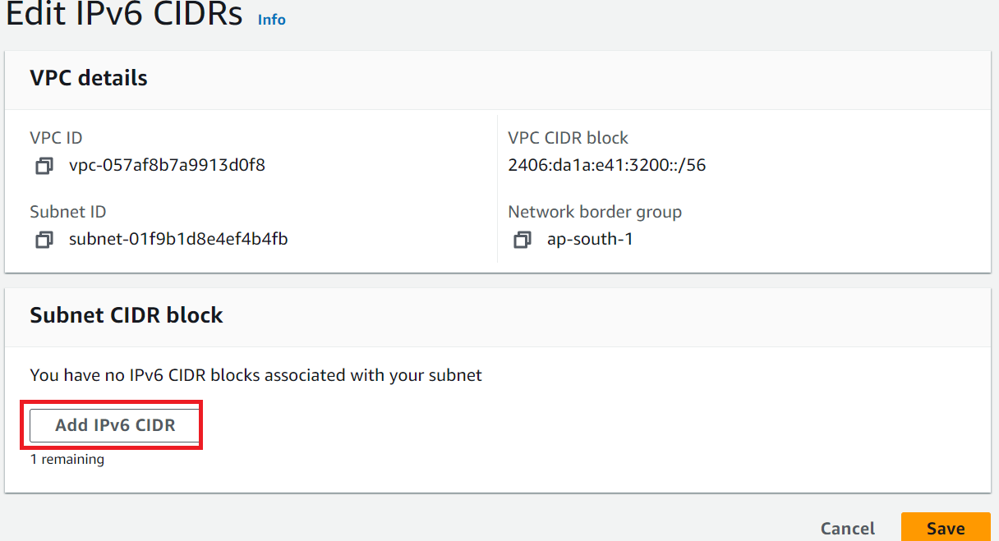 Edit IPv6 CIDRs Info
VPC details
VPC ID
vpc-057af8b7a9913d0f8
VPC CIDR block
2406:da1a:e41:3200::/56
Subnet ID
subnet-01f9b1d8e4ef4b4fb
Network border group
ap-south-1
Subnet CIDR block
You have no IPv6 CIDR blocks associated with your subnet
Add IPv6 CIDR
1 remaining
Cancel
Save